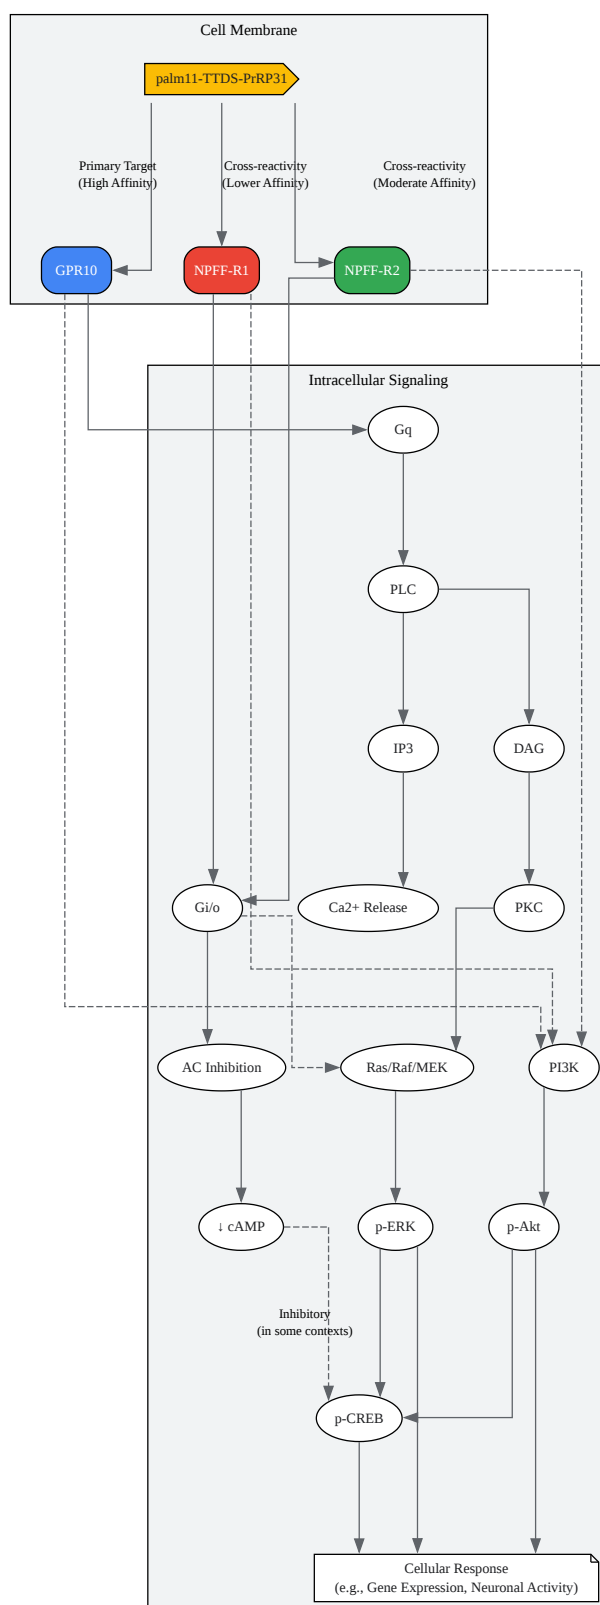 Cell Membrane
palm11-TTDS-PrRP31
Primary Target
(High Affinity)
Cross-reactivity
(Lower Affinity)
Cross-reactivity
(Moderate Affinity)
GPR10
NPFF-R1
NPFF-R2
Intracellular Signaling
Gq
PLC
IP3
DAG
Gi/o
Ca2+ Release
PKC
AC Inhibition
Ras/Raf/MEK
PI3K
↓ cAMP
p-ERK
p-Akt
Inhibitory
(in some contexts)
p-CREB
Cellular Response
(e.g., Gene Expression, Neuronal Activity)